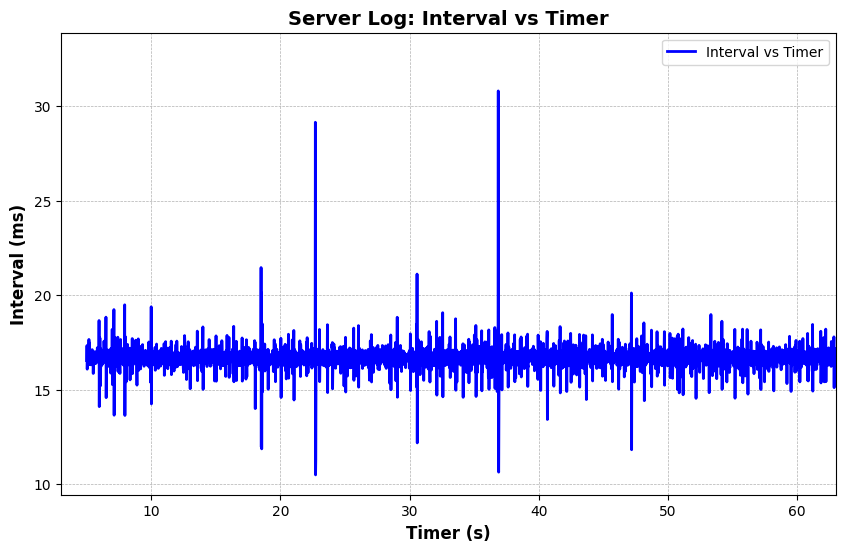 Server Log: Interval vs Timer
Interval vs Timer
30
25
20
15
10
Interval (ms)
10 20 30 40 50 60
Timer (s)